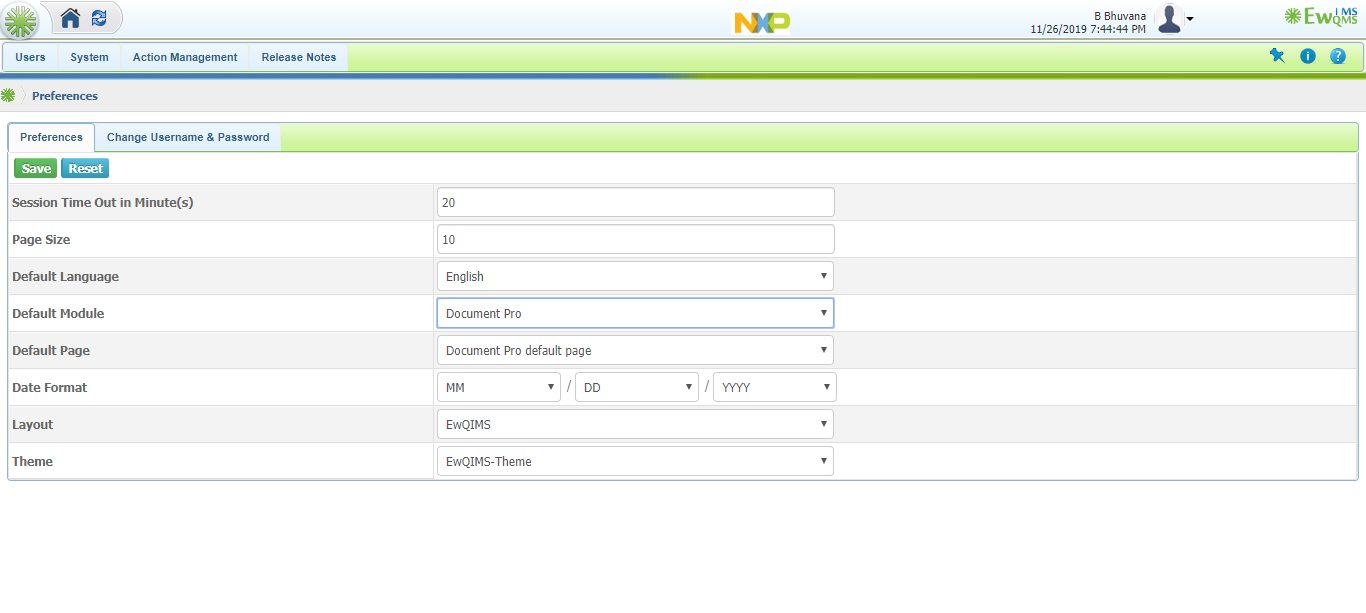 NXP
B Bhuvana
11/26/2019 7:44:44 PM
EwQMS
iMS
Users System Action Management Release Notes
i ?
Preferences
Preferences Change Username & Password
Save Reset
Session Time Out in Minute(s) 20
Page Size 10
Default Language English
Default Module Document Pro
Default Page Document Pro default page
Date Format MM / DD / YYYY
Layout EwQIMS
Theme EwQIMS-Theme